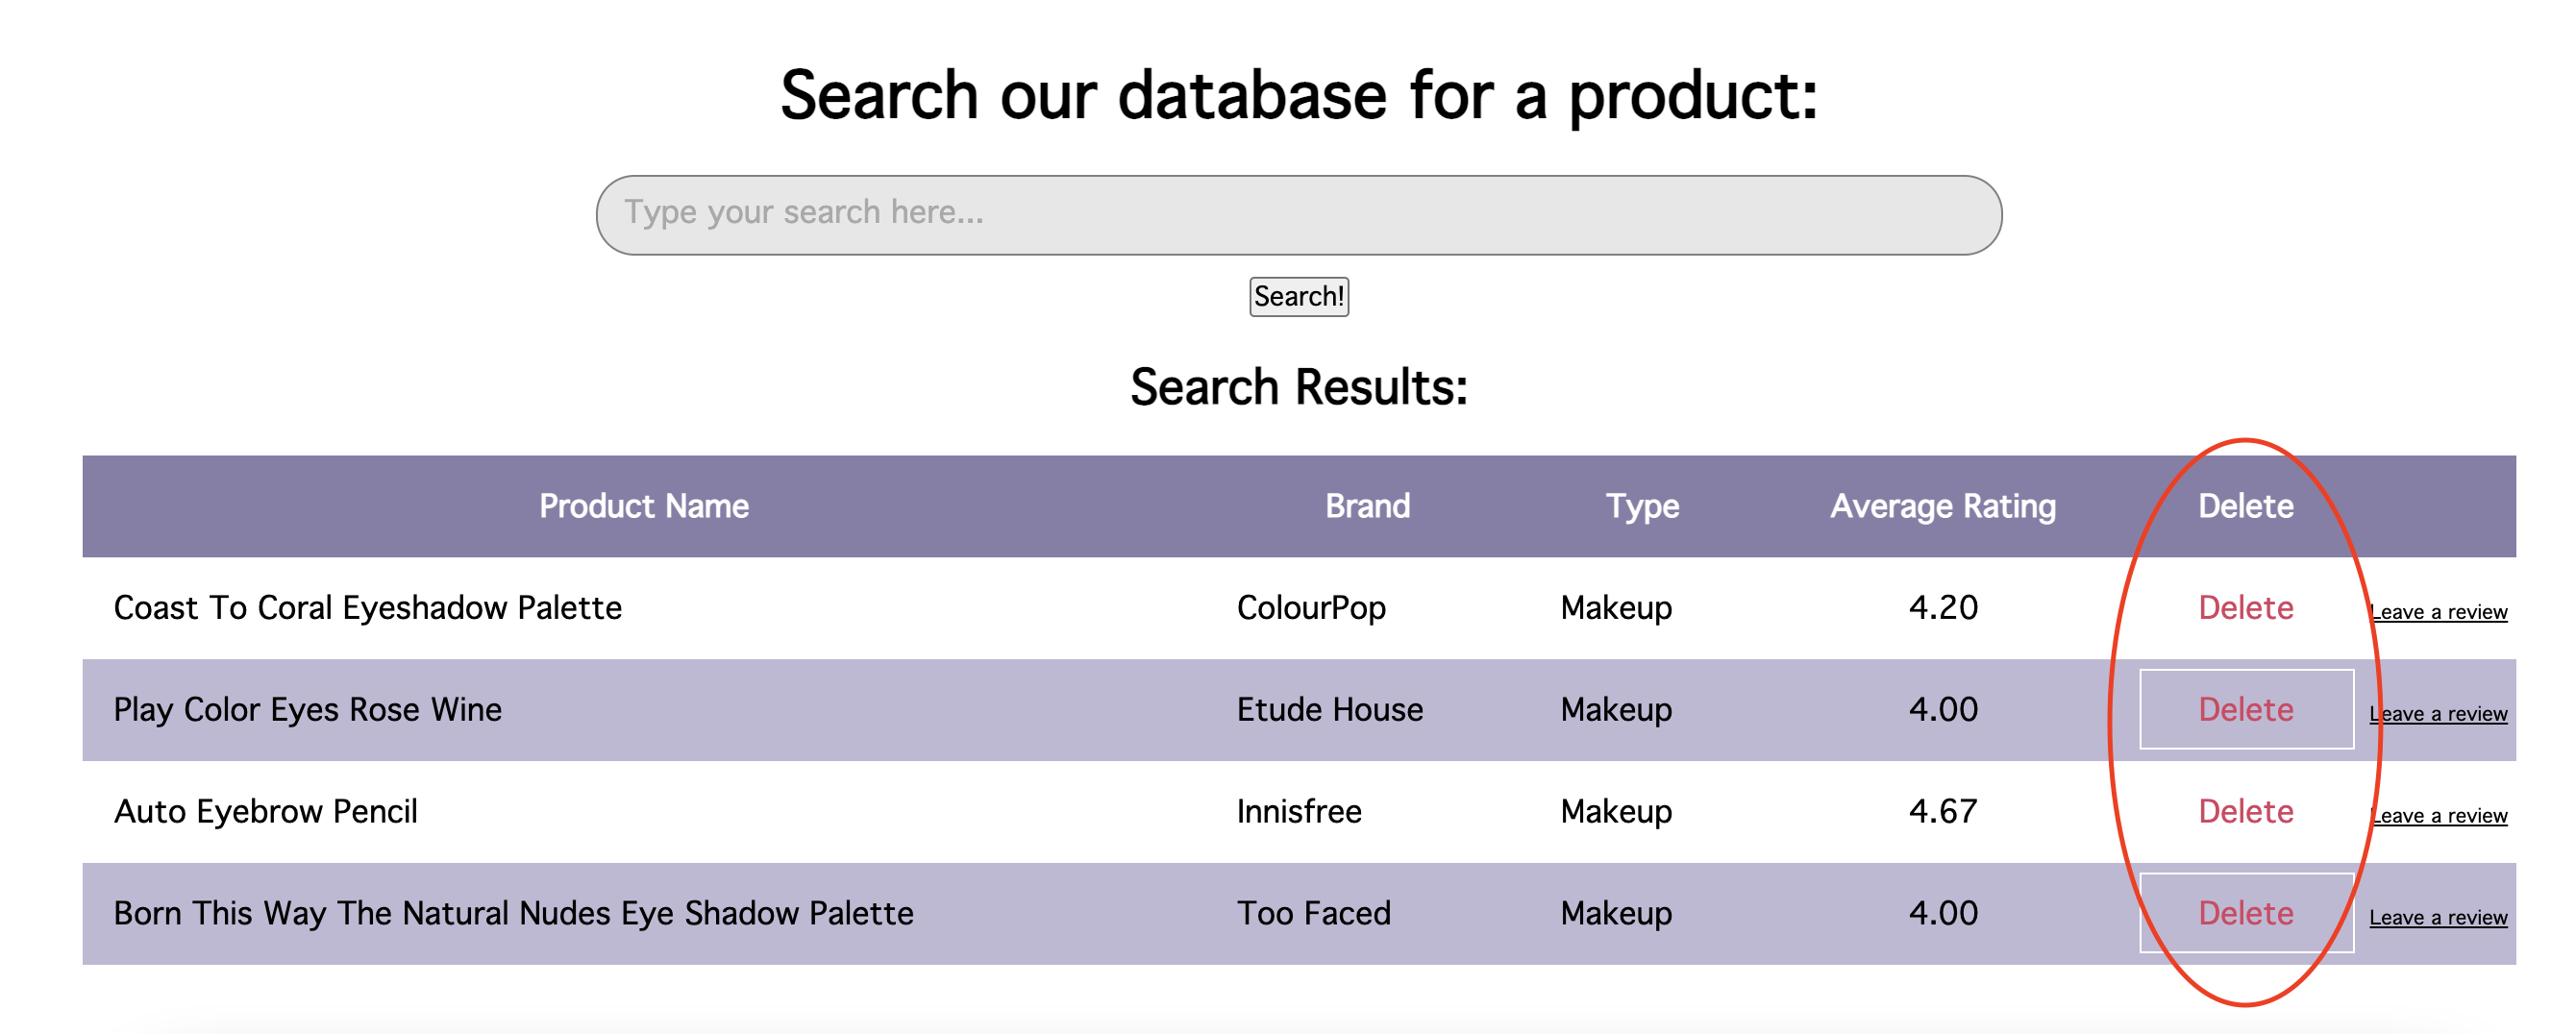 Search our database for a product:
Type your search here...
Search!
Search Results:
Product Name Brand Type Average Rating Delete
Coast To Coral Eyeshadow Palette ColourPop Makeup 4.20 Delete Leave a review
Play Color Eyes Rose Wine Etude House Makeup 4.00 Delete Leave a review
Auto Eyebrow Pencil Innisfree Makeup 4.67 Delete Leave a review
Born This Way The Natural Nudes Eye Shadow Palette Too Faced Makeup 4.00 Delete Leave a review